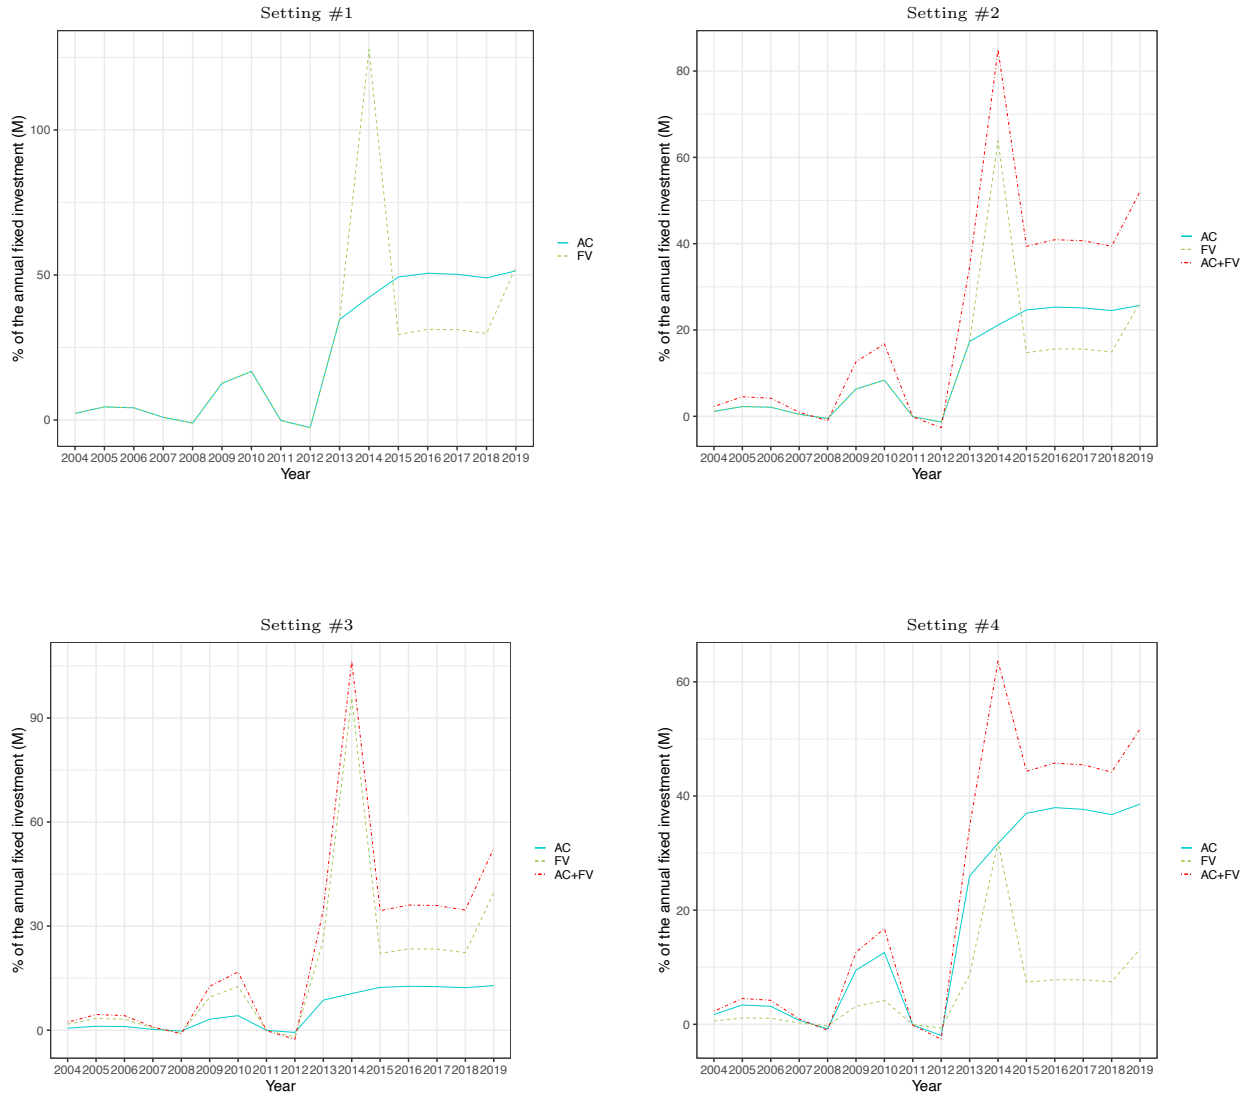 Setting #1
% of the annual fixed investment (M)
100
50
0
2004 2005 2006 2007 2008 2009 2010 2011 2012 2013 2014 2015 2016 2017 2018 2019
Year
AC
FV
Setting #2
% of the annual fixed investment (M)
80
60
40
20
0
2004 2005 2006 2007 2008 2009 2010 2011 2012 2013 2014 2015 2016 2017 2018 2019
Year
AC
FV
AC+FV
Setting #3
% of the annual fixed investment (M)
90
60
30
0
2004 2005 2006 2007 2008 2009 2010 2011 2012 2013 2014 2015 2016 2017 2018 2019
Year
AC
FV
AC+FV
Setting #4
% of the annual fixed investment (M)
60
40
20
0
2004 2005 2006 2007 2008 2009 2010 2011 2012 2013 2014 2015 2016 2017 2018 2019
Year
AC
FV
AC+FV